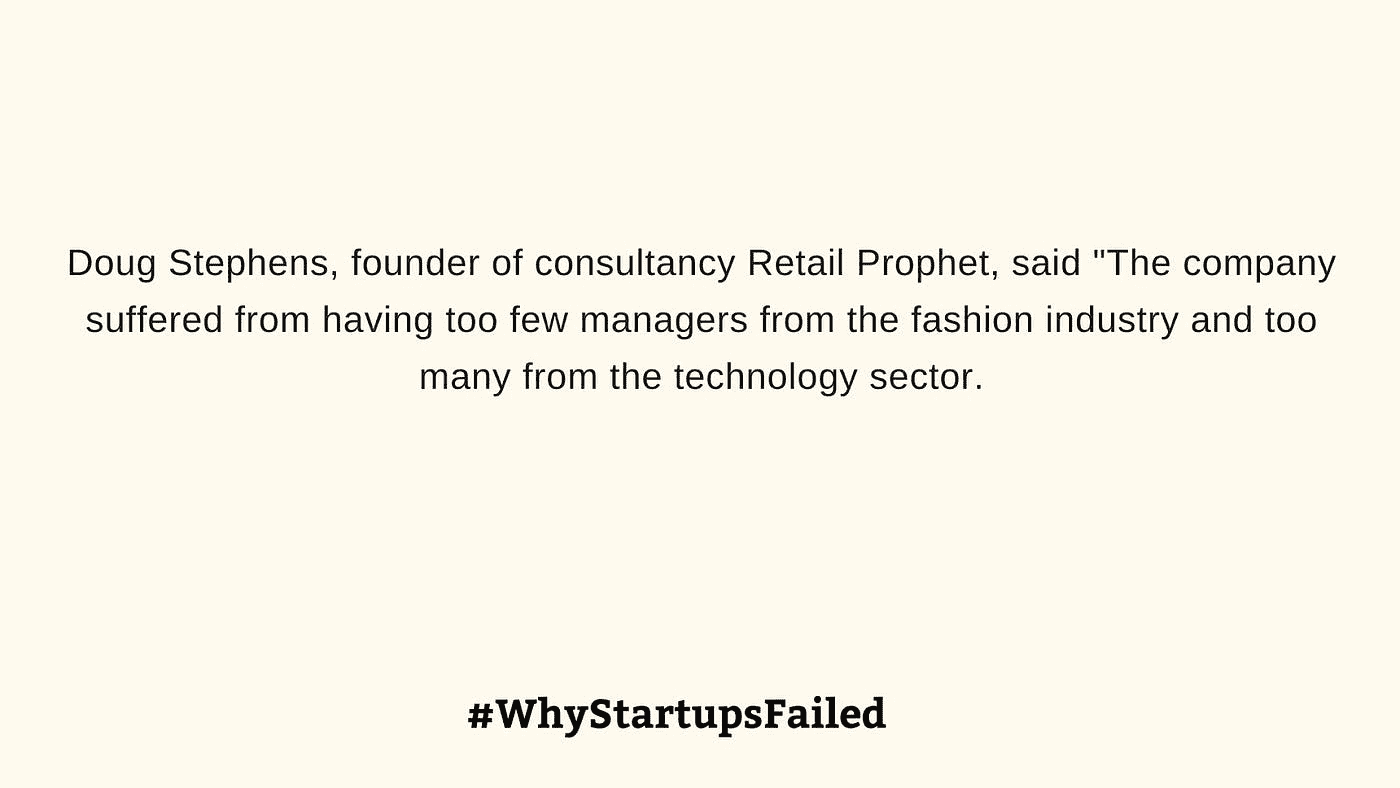 Doug Stephens, founder of consultancy Retail Prophet, said "The company
suffered from having too few managers from the fashion industry and too
many from the technology sector.
#WhyStartupsFailed